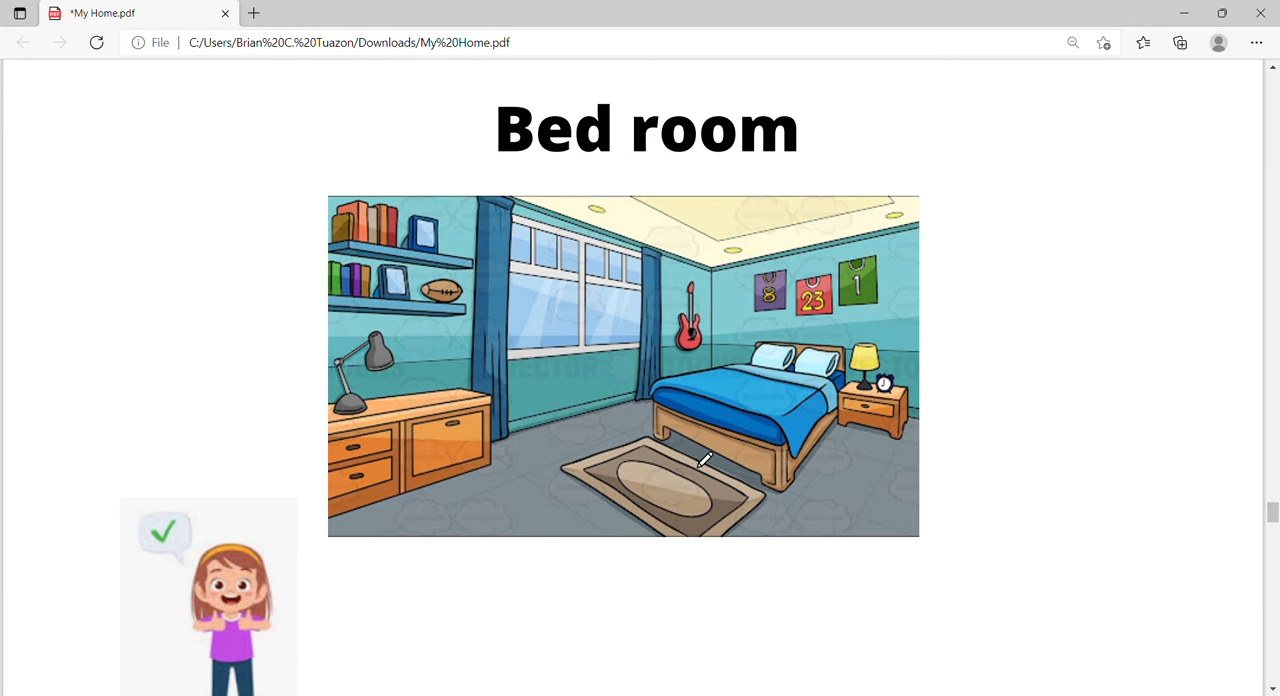 *My Home.pdf
File
C:/Users/Brian%20C.%20Tuazon/Downloads/My%20Home.pdf
Bed room
8
23
1